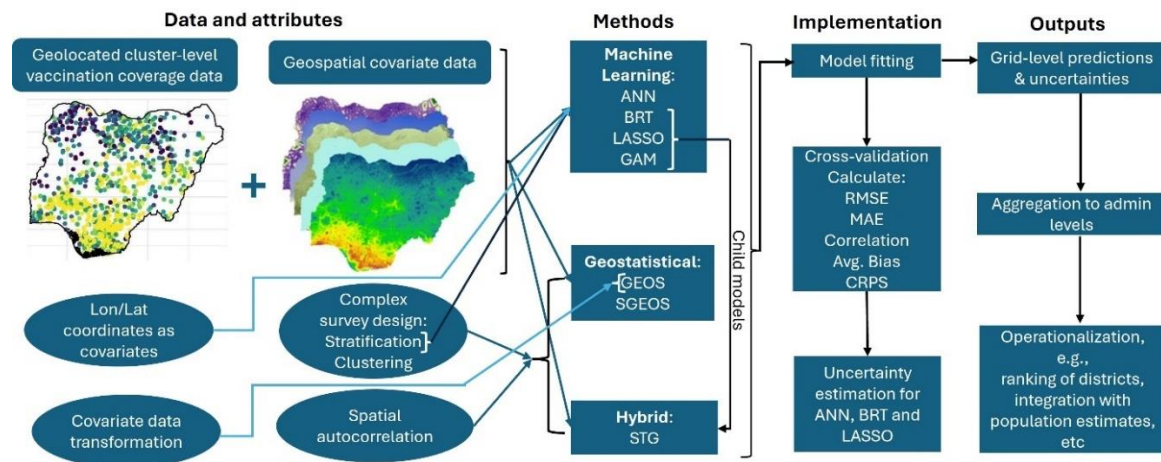 Data and attributes
Geolocated cluster-level
vaccination coverage data
+
Geospatial covariate data
Lon/Lat
coordinates as
covariates
Complex
survey design:
Stratification
Clustering
Covariate data
transformation
Spatial
autocorrelation
Methods
Machine
Learning:
ANN
BRT
LASSO
GAM
Geostatistical:
GEOS
SGEOS
Hybrid:
STG
Child models
Implementation
Model fitting
Cross-validation
Calculate:
RMSE
MAE
Correlation
Avg. Bias
CRPS
Uncertainty
estimation for
ANN, BRT and
LASSO
Outputs
Grid-level predictions
& uncertainties
Aggregation to admin
levels
Operationalization,
e.g.,
ranking of districts,
integration with
population estimates,
etc